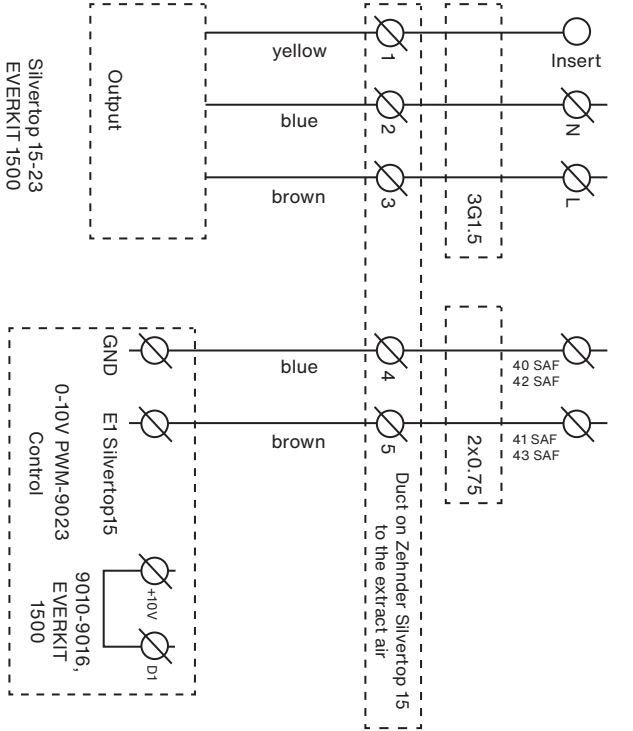 yellow
1
Insert
blue
2
N
brown
3
L
Output
Silvertop 15-23
EVERKIT 1500
3G1.5
GND
blue
4
40 SAF
42 SAF
E1 Silvertop15
brown
5
41 SAF
43 SAF
2x0.75
0-10V PWM-9023
Control
+10V
D1
9010-9016,
EVERKIT
1500
Duct on Zehnder Silvertop 15
to the extract air